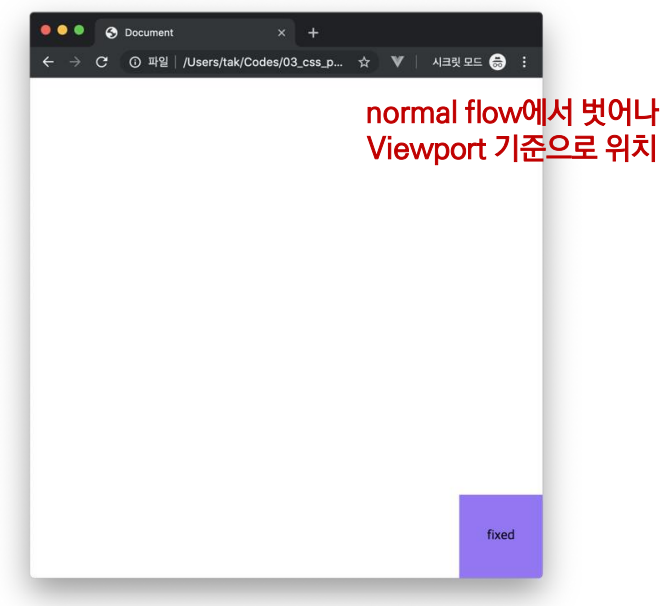 Document
파일 /Users/tak/Codes/03_css_p... 시크릿 모드
normal flow에서 벗어나
Viewport 기준으로 위치
fixed